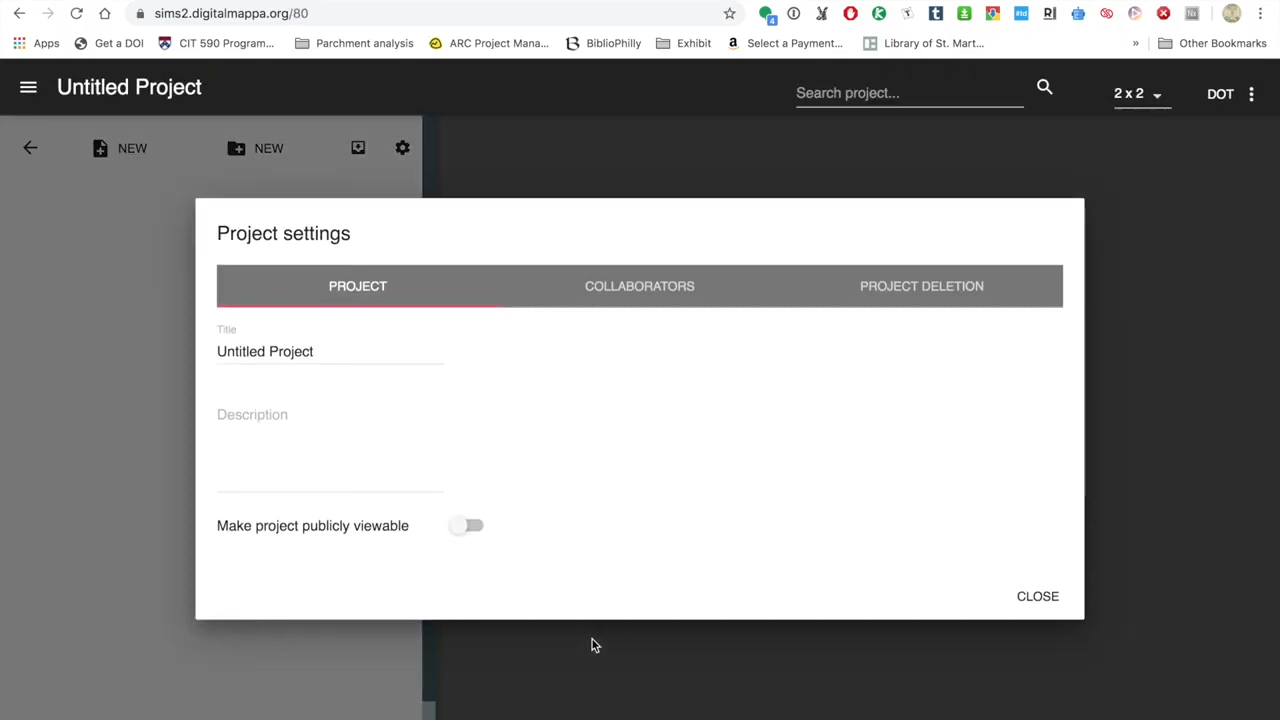 sims2.digitalmappa.org/80
4
Apps
Get a DOI
CIT 590 Program...
Parchment analysis
ARC Project Mana...
BiblioPhilly
Exhibit
a
Select a Payment...
Library of St. Mart...
»
Other Bookmarks
Untitled Project
Search project...
2 x 2
DOT
NEW
NEW
Project settings
PROJECT
COLLABORATORS
PROJECT DELETION
Title
Untitled Project
Description
Make project publicly viewable
CLOSE